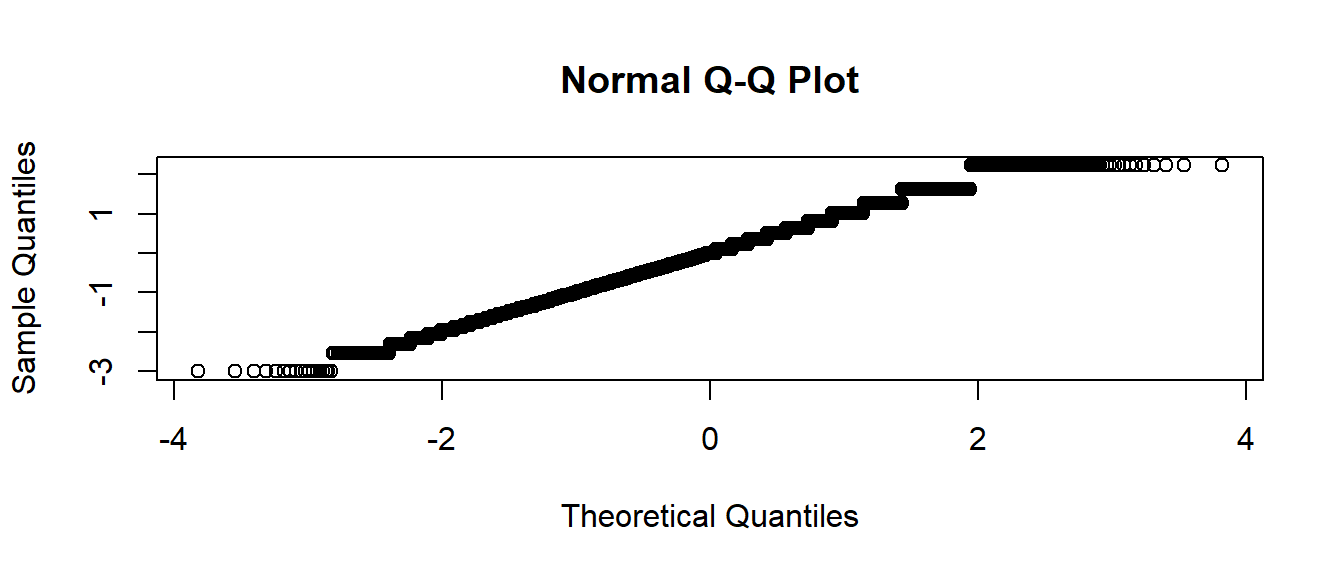 Normal Q-Q Plot
Sample Quantiles
1
-1
-3
-4 -2 0 2 4
Theoretical Quantiles